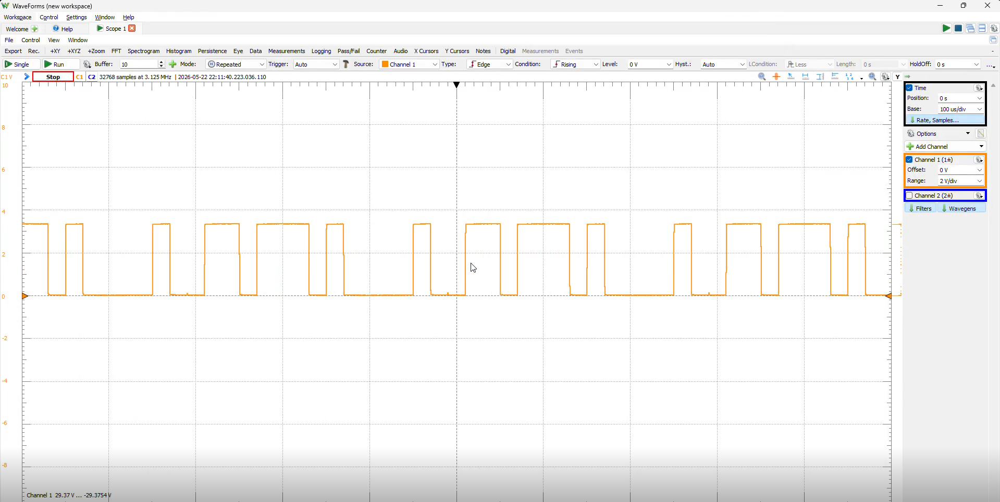 WaveForms (new workspace)
Workspace Control Settings Window Help
Welcome Help Scope 1
File Control View Window
Export Rec. +XY +XYZ +Zoom FFT Spectrogram Histogram Persistence Eye Data Measurements Logging Pass/Fail Counter Audio X Cursors Y Cursors Notes Digital Measurements Events
Single Run Buffer: 10 Mode: Repeated Trigger: Auto Source: Channel 1 Type: Edge Condition: Rising Level: 0 V Hyst.: Auto LCondition: Less Length: 0 s HoldOff: 0 s ...
C1 V Stop C1 C2 32768 samples at 3.125 MHz | 2026-05-22 22:11:40.223.036.110 Y
10
8
6
4
2
0
-2
-4
-6
-8
Channel 1 29.37 V ... -29.3754 V
Time
Position: 0 s
Base: 100 us/div
Rate, Samples...
Options
Add Channel
Channel 1 (1±)
Offset: 0 V
Range: 2 V/div
Channel 2 (2±)
Filters Wavegens